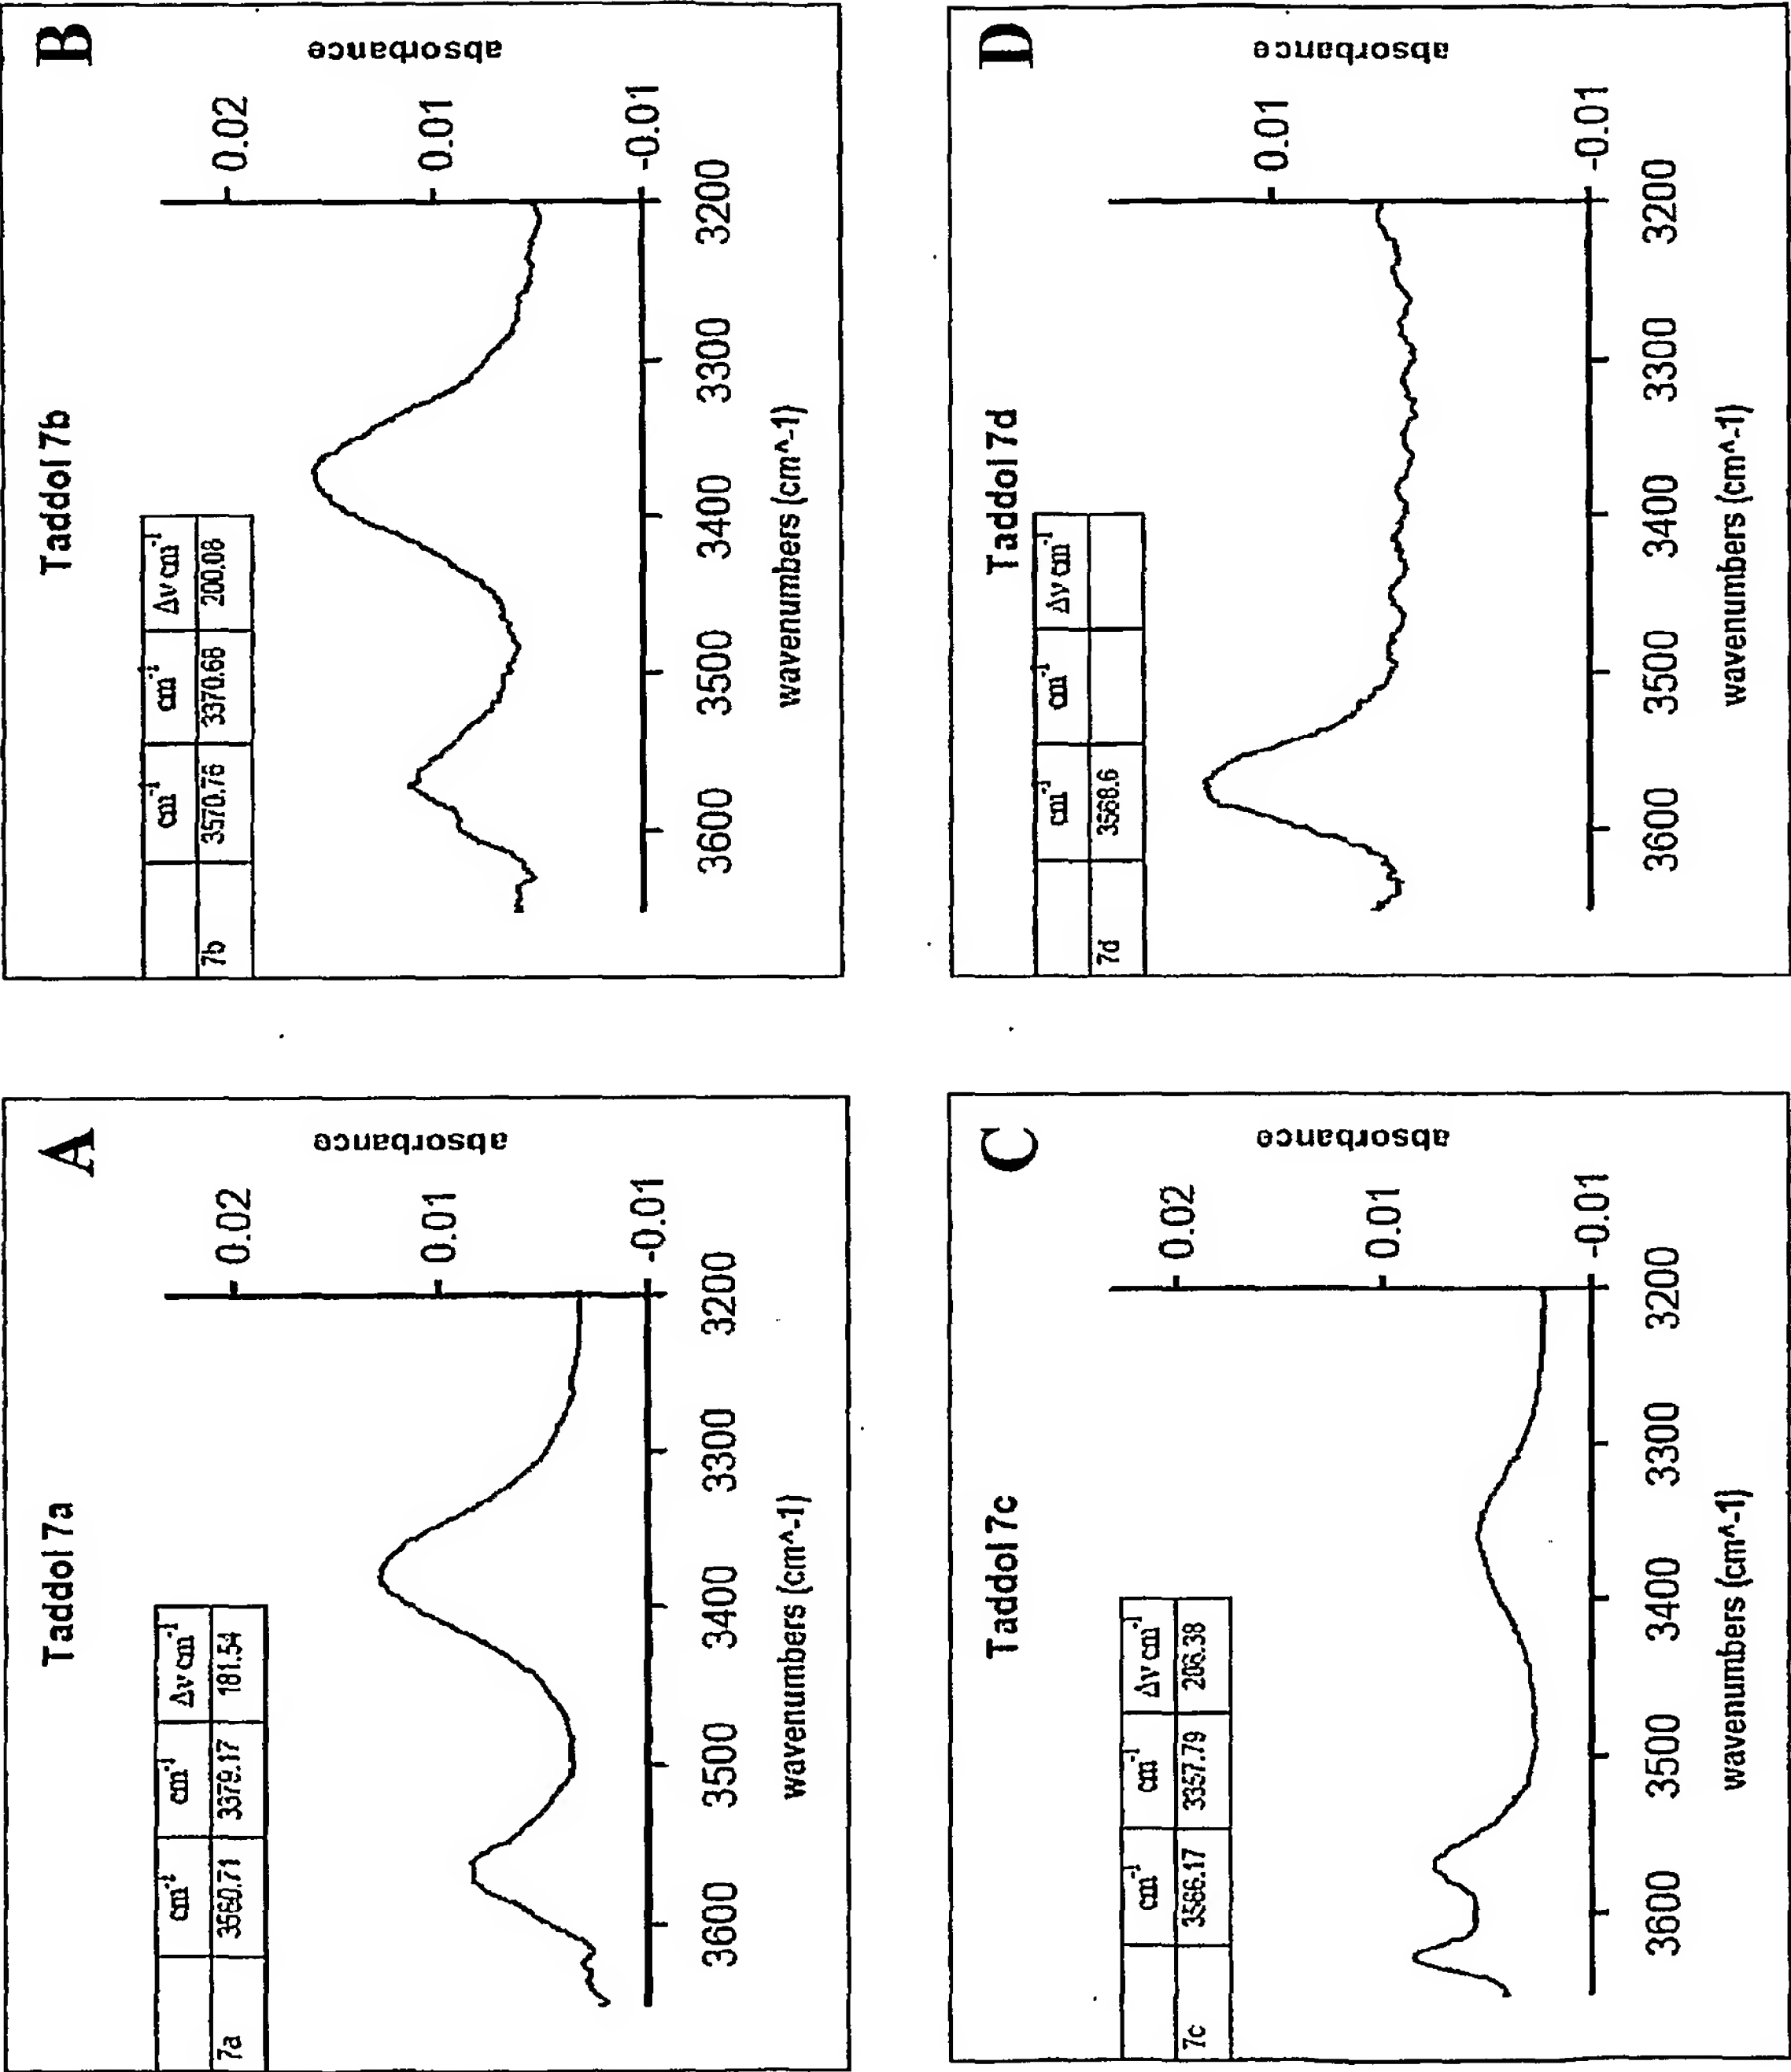 A
Taddol 7a
cm⁻¹ cm⁻¹ Δν cm⁻¹
7a 3560.71 3379.17 181.54
absorbance
0.02
0.01
-0.01
3600 3500 3400 3300 3200
wavenumbers (cm^-1)
B
Taddol 7b
cm⁻¹ cm⁻¹ Δν cm⁻¹
7b 3570.76 3370.68 200.08
absorbance
0.02
0.01
-0.01
3600 3500 3400 3300 3200
wavenumbers (cm^-1)
C
Taddol 7c
cm⁻¹ cm⁻¹ Δν cm⁻¹
7c 3566.17 3357.79 208.38
absorbance
0.02
0.01
-0.01
3600 3500 3400 3300 3200
wavenumbers (cm^-1)
D
Taddol 7d
cm⁻¹ cm⁻¹ Δν cm⁻¹
7d 3568.6
absorbance
0.01
-0.01
3600 3500 3400 3300 3200
wavenumbers (cm^-1)